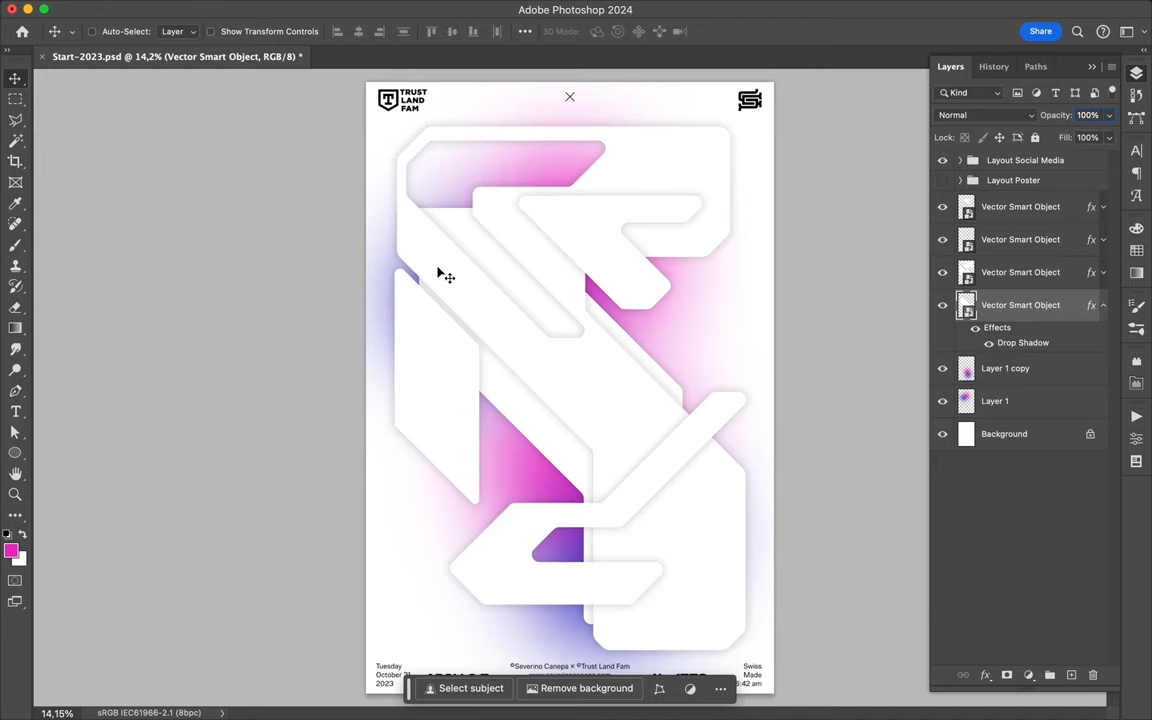 Adobe Photoshop 2024
Auto-Select:
Layer
Show Transform Controls
3D Mode:
Share
Start-2023.psd @ 14,2% (Vector Smart Object, RGB/8) *
Layers
History
Paths
Kind
Normal
Opacity:
100%
Lock:
Fill:
100%
Layout Social Media
Layout Poster
Vector Smart Object
fx
Vector Smart Object
fx
Vector Smart Object
fx
Vector Smart Object
fx
Effects
Drop Shadow
Layer 1 copy
Layer 1
Background
TRUST
LAND
FAM
Tuesday
2023
©Severino Canepa × ©Trust Land Fam
Swiss
Made
Select subject
Remove background
14,15%
sRGB IEC61966-2.1 (8bpc)